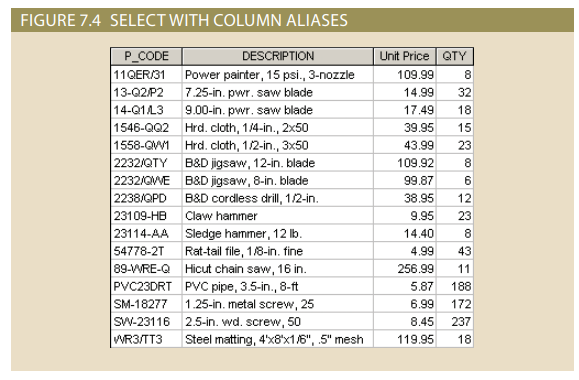 FIGURE 7.4 SELECT WITH COLUMN ALIASES
P_CODE DESCRIPTION Unit Price QTY
11QER/31 Power painter, 15 psi., 3-nozzle 109.99 8
13-Q2/P2 7.25-in. pwr. saw blade 14.99 32
14-Q1/L3 9.00-in. pwr. saw blade 17.49 18
1546-QQ2 Hrd. cloth, 1/4-in., 2x50 39.95 15
1558-QW1 Hrd. cloth, 1/2-in., 3x50 43.99 23
2232/QTY B&D jigsaw, 12-in. blade 109.92 8
2232/QWE B&D jigsaw, 8-in. blade 99.87 6
2238/QPD B&D cordless drill, 1/2-in. 38.95 12
23109-HB Claw hammer 9.95 23
23114-AA Sledge hammer, 12 lb. 14.40 8
54778-2T Rat-tail file, 1/8-in. fine 4.99 43
89-WRE-Q Hicut chain saw, 16 in. 256.99 11
PVC23DRT PVC pipe, 3.5-in., 8-ft 5.87 188
SM-18277 1.25-in. metal screw, 25 6.99 172
SW-23116 2.5-in. wd. screw, 50 8.45 237
WR3/TT3 Steel matting, 4'x8'x1/6", .5" mesh 119.95 18